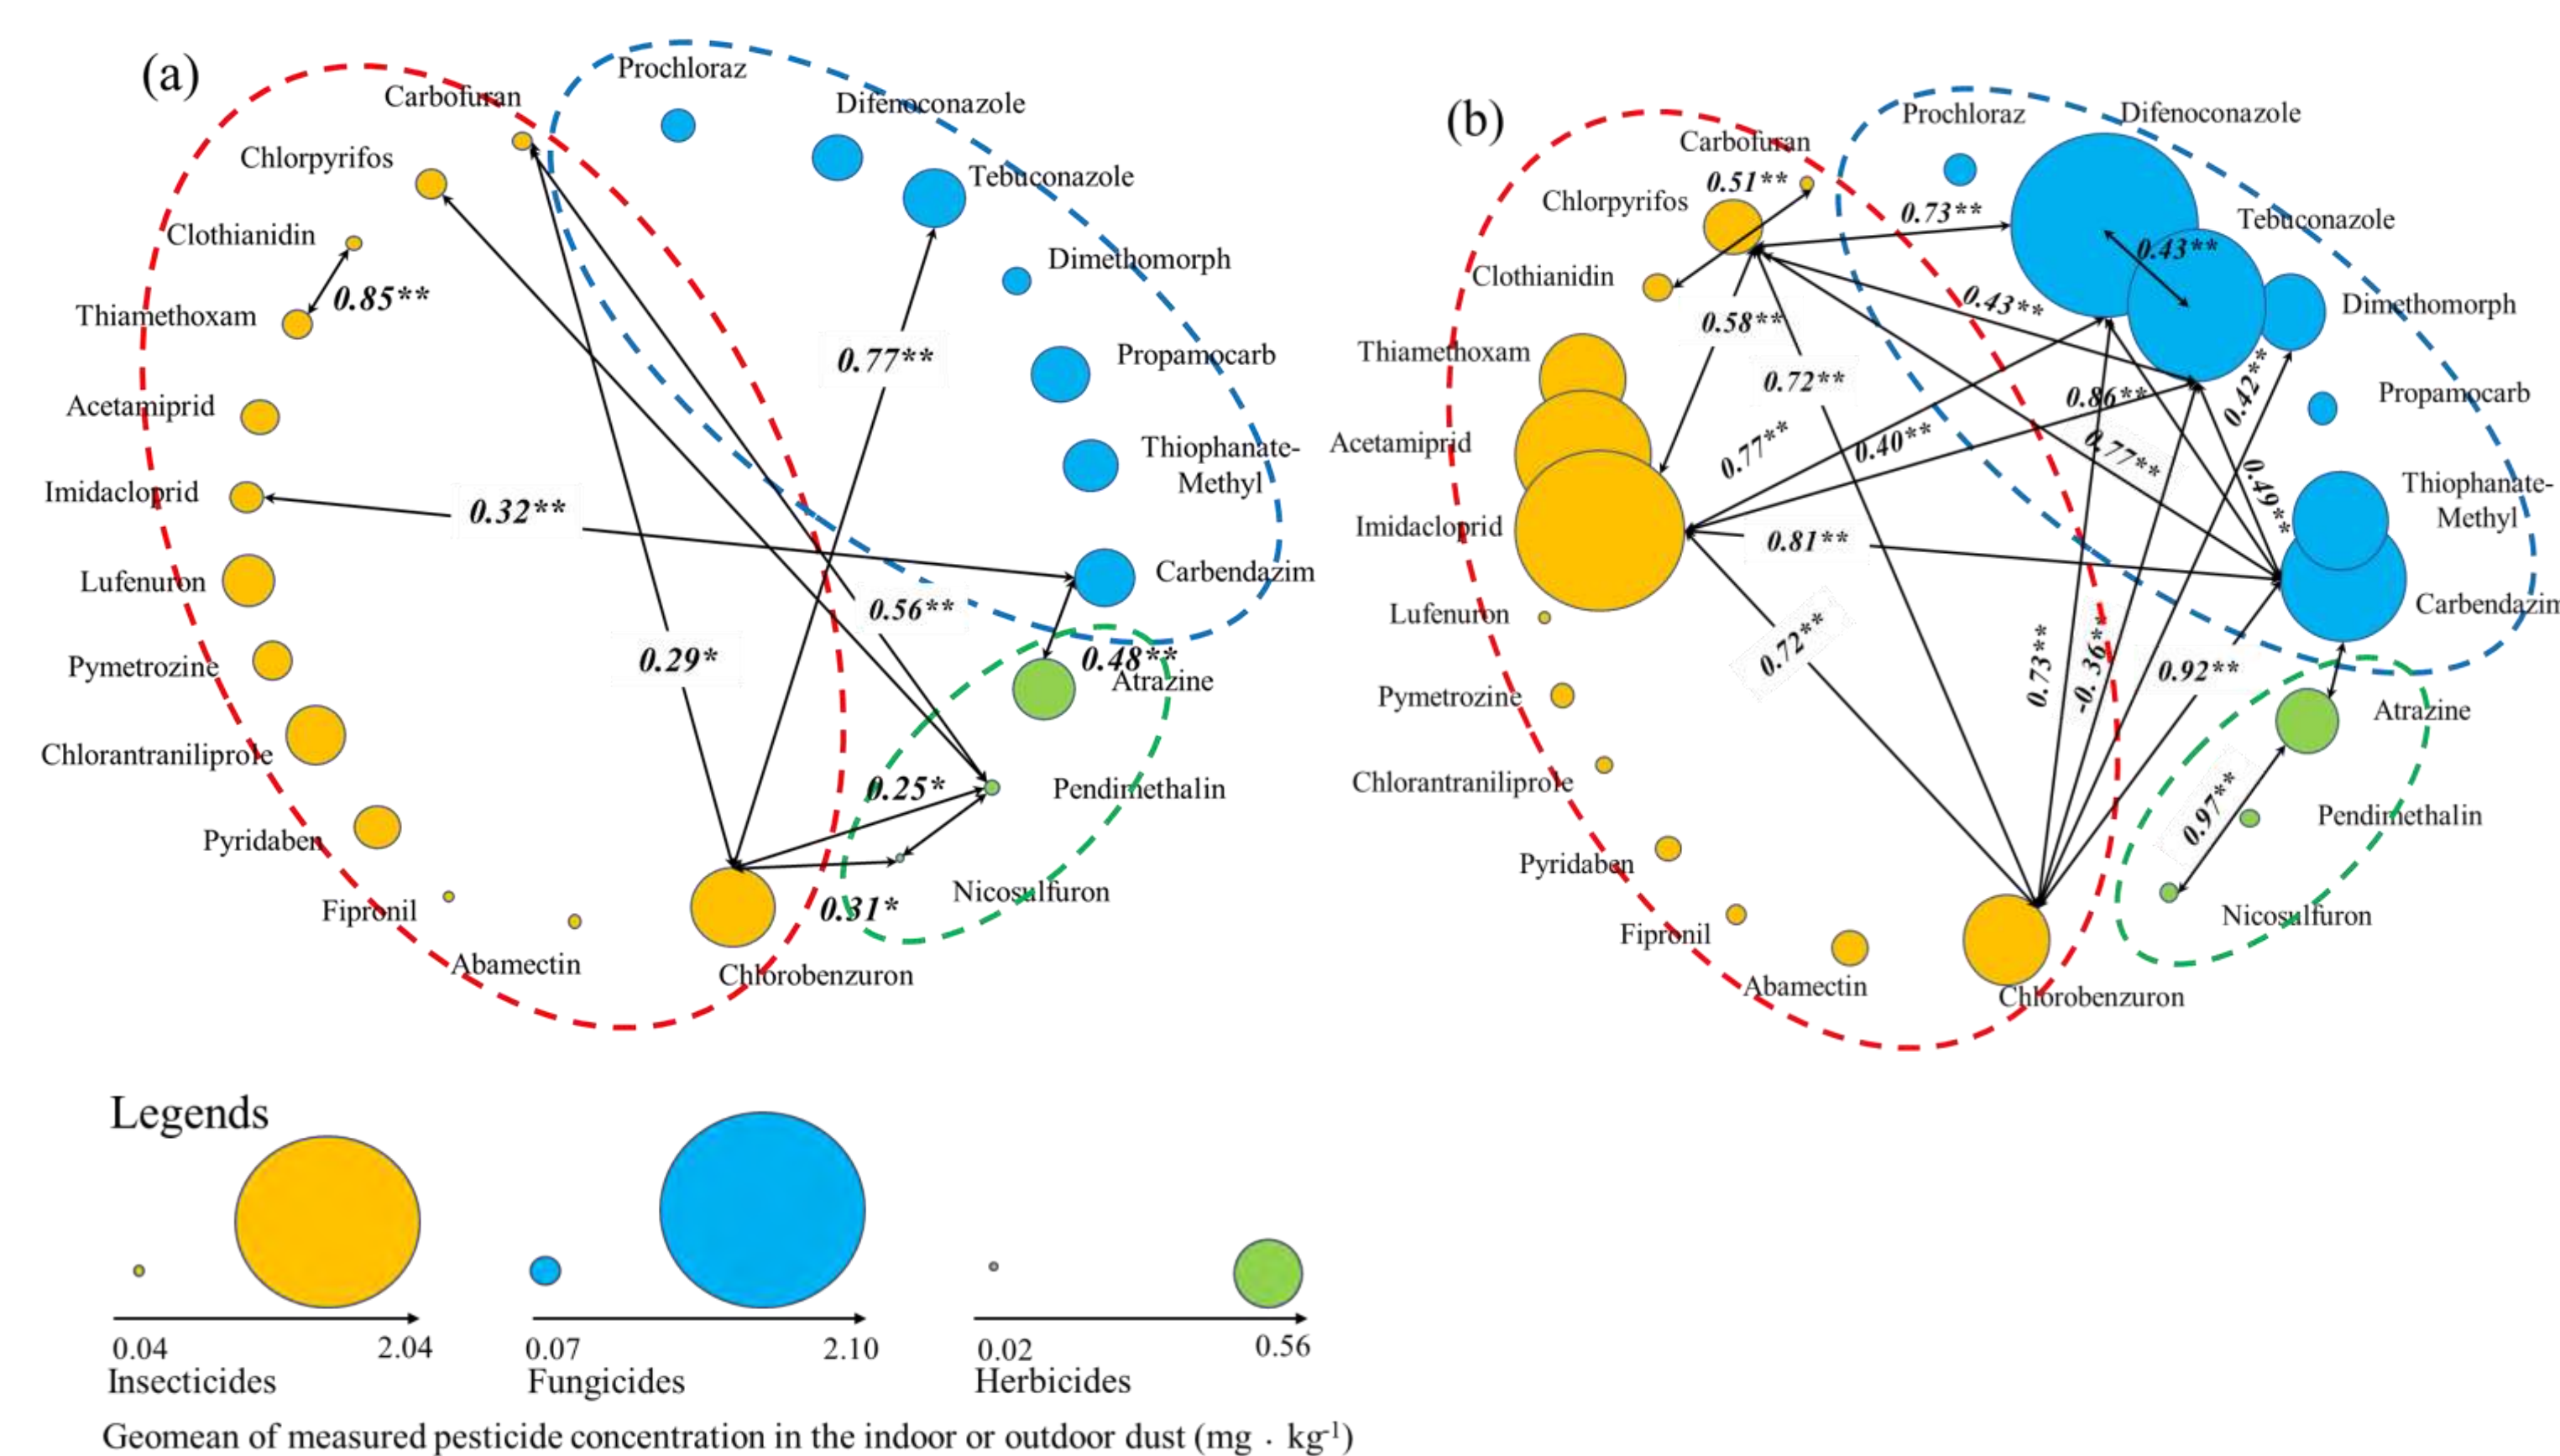 (a)
Prochloraz
Carbofuran
Difenoconazole
Chlorpyrifos
Tebuconazole
Clothianidin
Dimethomorph
0.85**
Thiamethoxam
0.77**
Propamocarb
Acetamiprid
Thiophanate-
Methyl
Imidacloprid
0.32**
Carbendazim
Lufenuron
0.56**
0.29*
0.48**
Pymetrozine
Atrazine
Chlorantraniliprole
0.25*
Pendimethalin
Pyridaben
Nicosulfuron
Fipronil
0.31*
Abamectin
Chlorobenzuron
(b)
Prochloraz
Difenoconazole
Carbofuran
0.51**
Chlorpyrifos
0.73**
Tebuconazole
0.43**
Clothianidin
0.43**
Dimethomorph
0.58**
Thiamethoxam
0.72**
0.86**
0.42**
Propamocarb
Acetamiprid
0.77**
0.40**
0.77**
0.49**
Thiophanate-
Methyl
Imidacloprid
0.81**
Carbendazim
Lufenuron
0.72**
0.73**
-0.36**
0.92**
Pymetrozine
Atrazine
Chlorantraniliprole
0.97**
Pendimethalin
Pyridaben
Nicosulfuron
Fipronil
Abamectin
Chlorobenzuron
Legends
0.04 2.04
Insecticides
0.07 2.10
Fungicides
0.02 0.56
Herbicides
Geomean of measured pesticide concentration in the indoor or outdoor dust (mg · kg⁻¹)